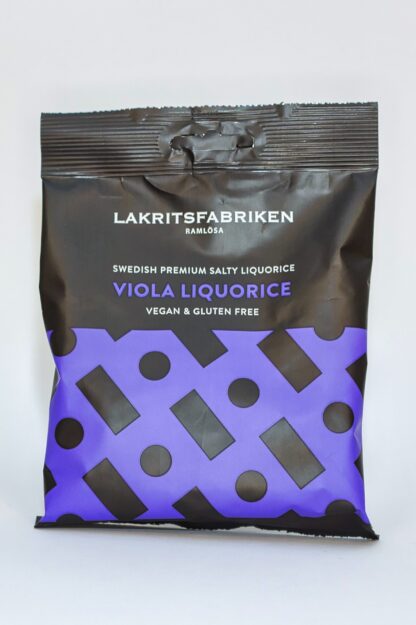 LAKRITSFABRIKEN
RAMLÖSA
SWEDISH PREMIUM SALTY LIQUORICE
VIOLA LIQUORICE
VEGAN & GLUTEN FREE